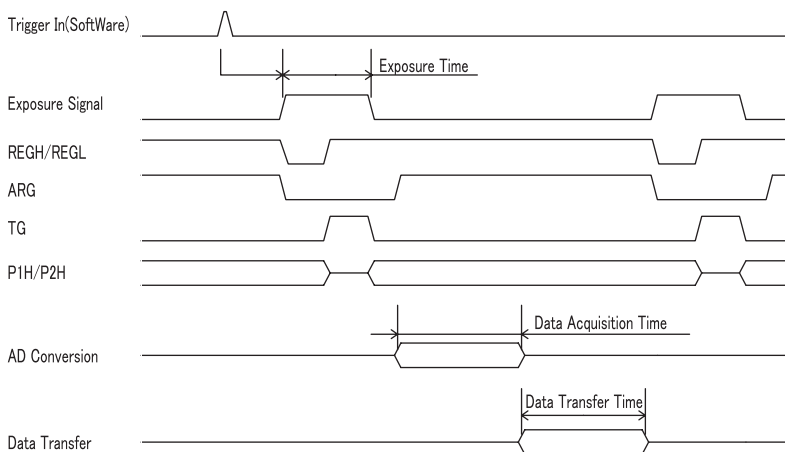 Trigger In(SoftWare)
Exposure Time
Exposure Signal
REGH/REGL
ARG
TG
P1H/P2H
Data Acquisition Time
AD Conversion
Data Transfer Time
Data Transfer